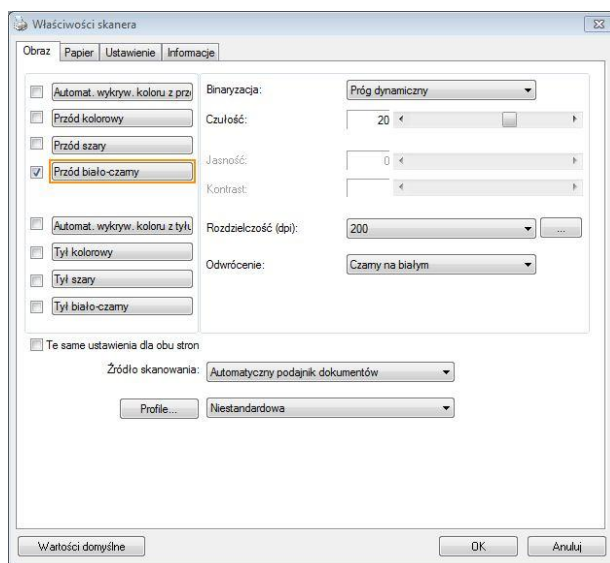 Właściwości skanera
Obraz Papier Ustawienie Informacje
Automat. wykryw. koloru z prz
Przód kolorowy
Przód szary
Przód biało-czarny
Automat. wykryw. koloru z tyłu
Tył kolorowy
Tył szary
Tył biało-czarny
Binaryzacja: Próg dynamiczny
Czułość: 20
Jasność: 0
Kontrast:
Rozdzielczość (dpi): 200 ...
Odwrócenie: Czarny na białym
Te same ustawienia dla obu stron
Źródło skanowania: Automatyczny podajnik dokumentów
Profile... Niestandardowa
Wartości domyślne OK Anuluj